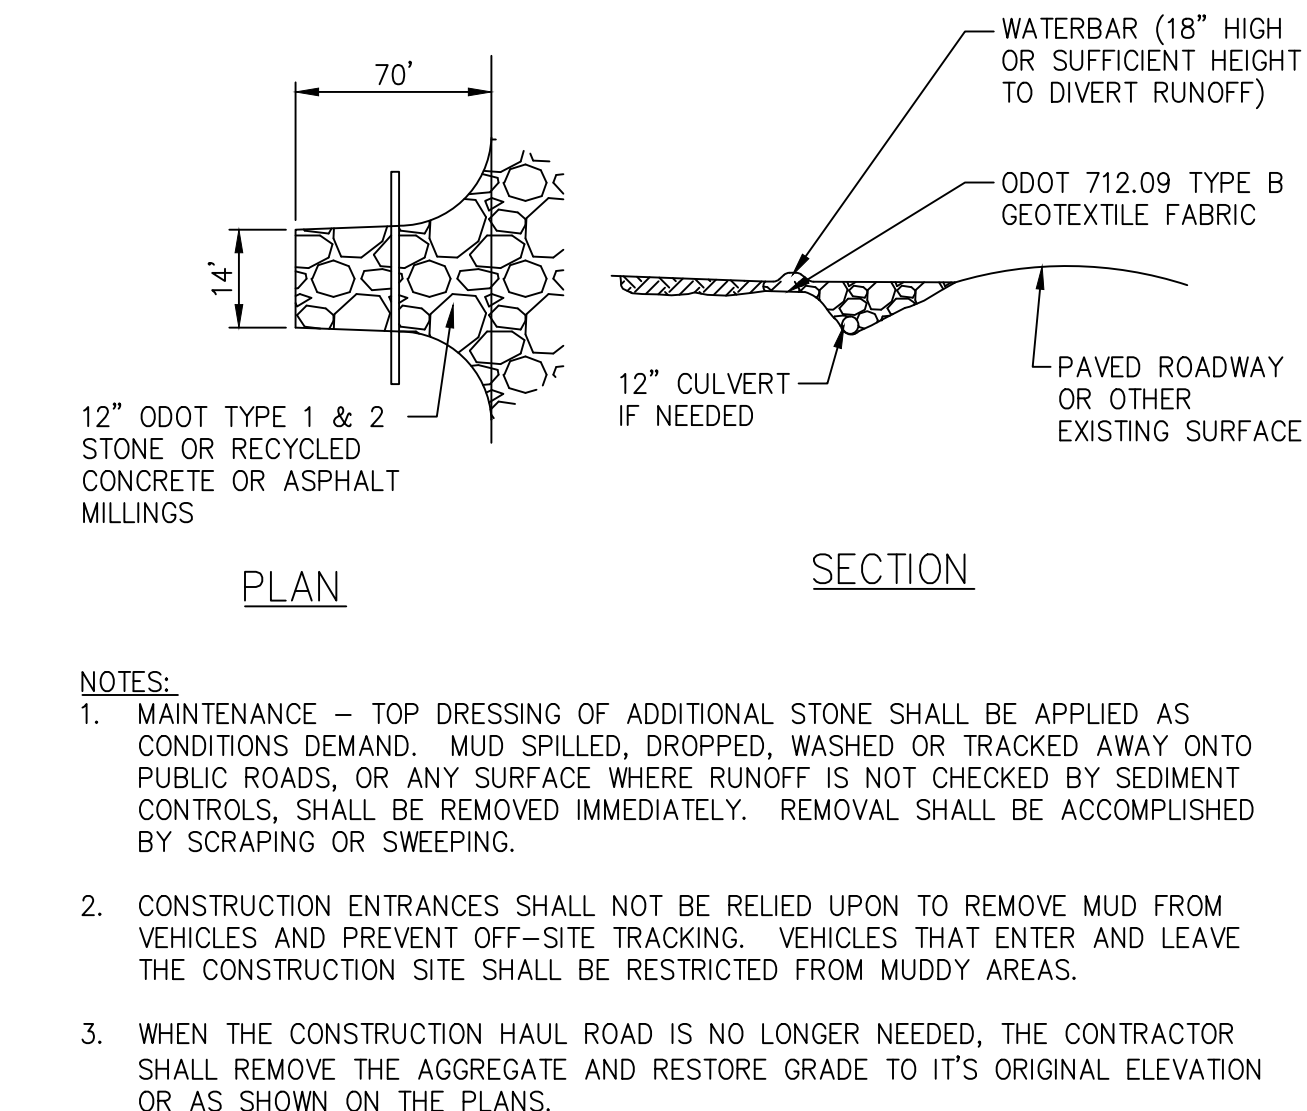 70'
14'
12" ODOT TYPE 1 & 2
STONE OR RECYCLED
CONCRETE OR ASPHALT
MILLINGS
PLAN
WATERBAR (18" HIGH
OR SUFFICIENT HEIGHT
TO DIVERT RUNOFF)
ODOT 712.09 TYPE B
GEOTEXTILE FABRIC
12" CULVERT
IF NEEDED
PAVED ROADWAY
OR OTHER
EXISTING SURFACE
SECTION
NOTES:
1. MAINTENANCE – TOP DRESSING OF ADDITIONAL STONE SHALL BE APPLIED AS
CONDITIONS DEMAND. MUD SPILLED, DROPPED, WASHED OR TRACKED AWAY ONTO
PUBLIC ROADS, OR ANY SURFACE WHERE RUNOFF IS NOT CHECKED BY SEDIMENT
CONTROLS, SHALL BE REMOVED IMMEDIATELY. REMOVAL SHALL BE ACCOMPLISHED
BY SCRAPING OR SWEEPING.
2. CONSTRUCTION ENTRANCES SHALL NOT BE RELIED UPON TO REMOVE MUD FROM
VEHICLES AND PREVENT OFF–SITE TRACKING. VEHICLES THAT ENTER AND LEAVE
THE CONSTRUCTION SITE SHALL BE RESTRICTED FROM MUDDY AREAS.
3. WHEN THE CONSTRUCTION HAUL ROAD IS NO LONGER NEEDED, THE CONTRACTOR
SHALL REMOVE THE AGGREGATE AND RESTORE GRADE TO IT'S ORIGINAL ELEVATION
OR AS SHOWN ON THE PLANS.